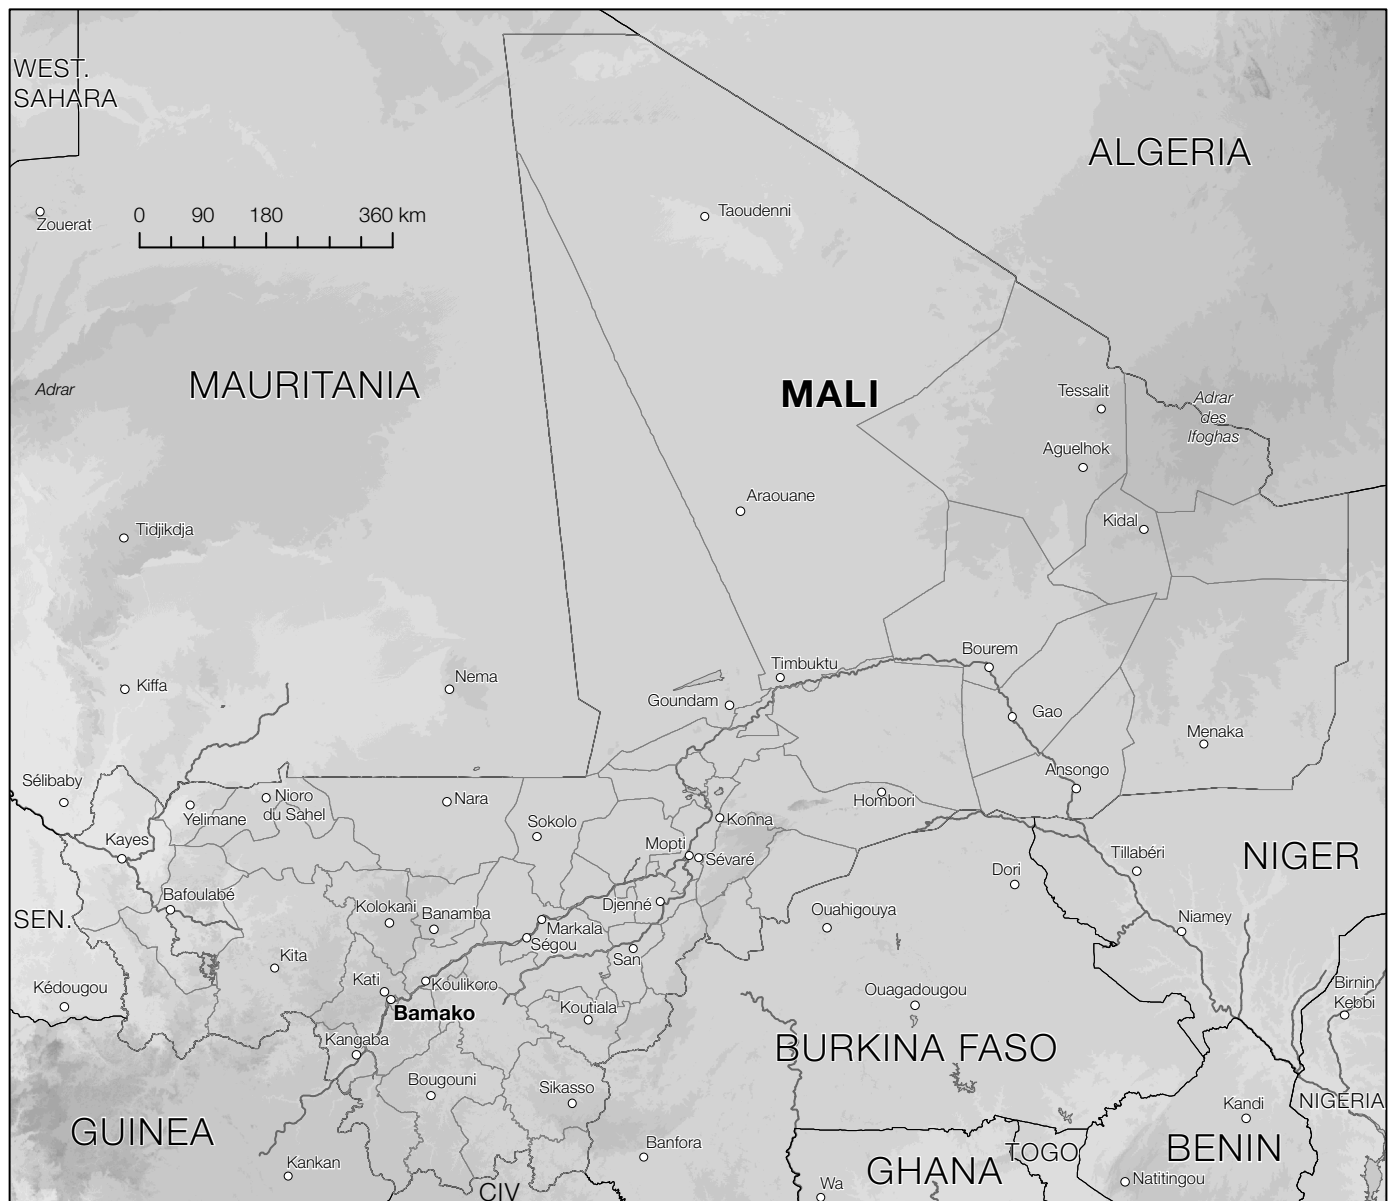 WEST.
SAHARA
ALGERIA
Zouerat
0 90 180 360 km
Taoudenni
MAURITANIA
Adrar
MALI
Tessalit
Adrar
des
Ifoghas
Aguelhok
Araouane
Kidal
Tidjikdja
Timbuktu
Bourem
Kiffa
Nema
Goundam
Gao
Menaka
Ansongo
Sélibaby
Nioro
du Sahel
Yelimane
Nara
Sokolo
Hombori
Konna
Kayes
Mopti
Sévaré
Tillabéri
NIGER
Dori
Bafoulabé
Kolokani
Banamba
Djenné
Ouahigouya
SEN.
Markala
Ségou
Niamey
San
Kita
Kati
Koulikoro
Kédougou
Koutiala
Ouagadougou
Birnin
Kebbi
Bamako
Kangaba
BURKINA FASO
Bougouni
Sikasso
Kandi
NIGERIA
GUINEA
Banfora
TOGO
BENIN
Kankan
GHANA
Natitingou
Wa
CIV